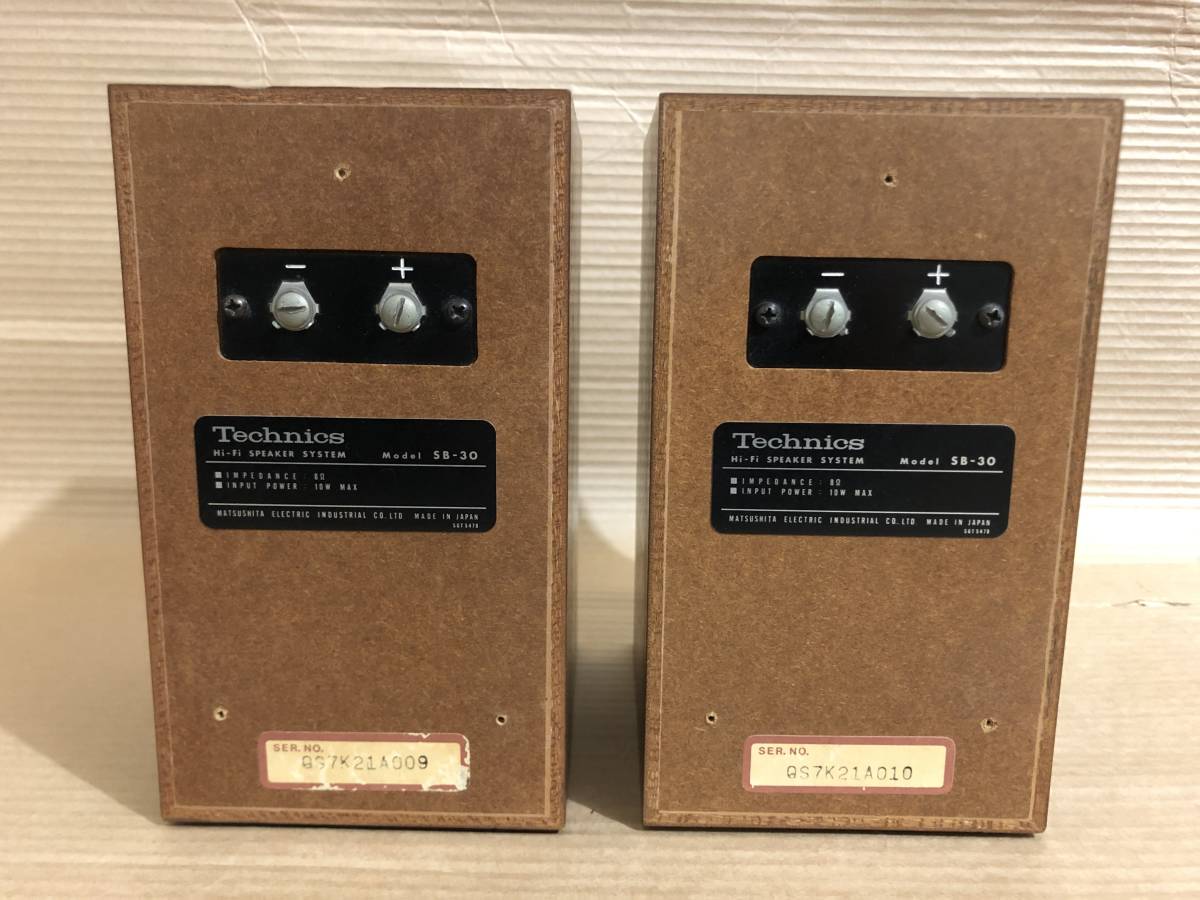 - +
Technics
Hi-Fi SPEAKER SYSTEM Model SB-30
■ IMPEDANCE : 8Ω
■ INPUT POWER : 10W MAX
MATSUSHITA ELECTRIC INDUSTRIAL CO.LTD MADE IN JAPAN
SGT5478
SER. NO.
QS7K21A009
- +
Technics
Hi-Fi SPEAKER SYSTEM Model SB-30
■ IMPEDANCE : 8Ω
■ INPUT POWER : 10W MAX
MATSUSHITA ELECTRIC INDUSTRIAL CO.LTD MADE IN JAPAN
SGT5478
SER. NO.
QS7K21A010